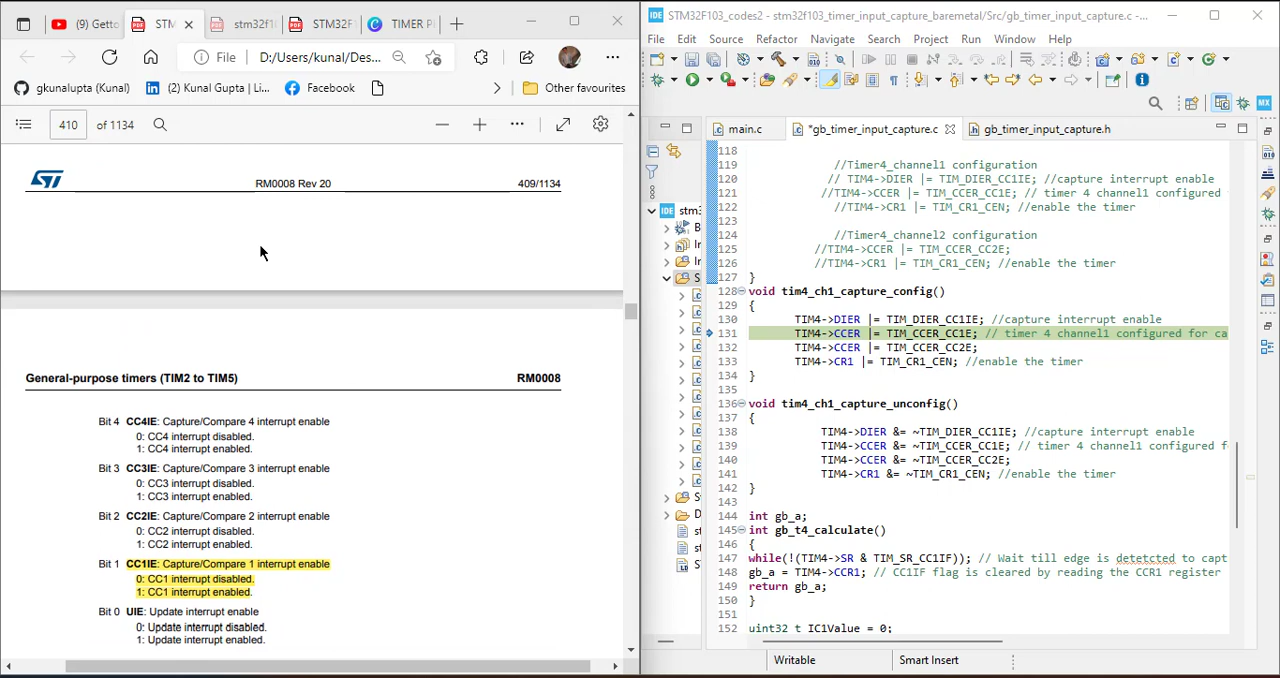 (9) Gettc
STM
stm32f1(
STM32F
TIMER P
File
D:/Users/kunal/Des...
gkunalupta (Kunal)
(2) Kunal Gupta | Li...
Facebook
Other favourites
410 of 1134
RM0008 Rev 20
409/1134
General-purpose timers (TIM2 to TIM5)
RM0008
Bit 4 CC4IE: Capture/Compare 4 interrupt enable
0: CC4 interrupt disabled.
1: CC4 interrupt enabled.
Bit 3 CC3IE: Capture/Compare 3 interrupt enable
0: CC3 interrupt disabled.
1: CC3 interrupt enabled.
Bit 2 CC2IE: Capture/Compare 2 interrupt enable
0: CC2 interrupt disabled.
1: CC2 interrupt enabled.
Bit 1 CC1IE: Capture/Compare 1 interrupt enable
0: CC1 interrupt disabled.
1: CC1 interrupt enabled.
Bit 0 UIE: Update interrupt enable
0: Update interrupt disabled.
1: Update interrupt enabled.
IDE STM32F103_codes2 - stm32f103_timer_input_capture_baremetal/Src/gb_timer_input_capture.c -...
File Edit Source Refactor Navigate Search Project Run Window Help
main.c
*gb_timer_input_capture.c
gb_timer_input_capture.h
IDE stm3
118
119 //Timer4_channel1 configuration
120 // TIM4->DIER |= TIM_DIER_CC1IE; //capture interrupt enable
121 //TIM4->CCER |= TIM_CCER_CC1E; // timer 4 channel1 configured
122 //TIM4->CR1 |= TIM_CR1_CEN; //enable the timer
123
124 //Timer4_channel2 configuration
125 //TIM4->CCER |= TIM_CCER_CC2E;
126 //TIM4->CR1 |= TIM_CR1_CEN; //enable the timer
127 }
128 void tim4_ch1_capture_config()
129 {
130 TIM4->DIER |= TIM_DIER_CC1IE; //capture interrupt enable
131 TIM4->CCER |= TIM_CCER_CC1E; // timer 4 channel1 configured for ca
132 TIM4->CCER |= TIM_CCER_CC2E;
133 TIM4->CR1 |= TIM_CR1_CEN; //enable the timer
134 }
135
136 void tim4_ch1_capture_unconfig()
137 {
138 TIM4->DIER &= ~TIM_DIER_CC1IE; //capture interrupt enable
139 TIM4->CCER &= ~TIM_CCER_CC1E; // timer 4 channel1 configured f
140 TIM4->CCER &= ~TIM_CCER_CC2E;
141 TIM4->CR1 &= ~TIM_CR1_CEN; //enable the timer
142 }
143
144 int gb_a;
145 int gb_t4_calculate()
146 {
147 while(!(TIM4->SR & TIM_SR_CC1IF)); // Wait till edge is detetcted to capt
148 gb_a = TIM4->CCR1; // CC1IF flag is cleared by reading the CCR1 register
149 return gb_a;
150 }
151
152 uint32_t IC1Value = 0;
Writable
Smart Insert